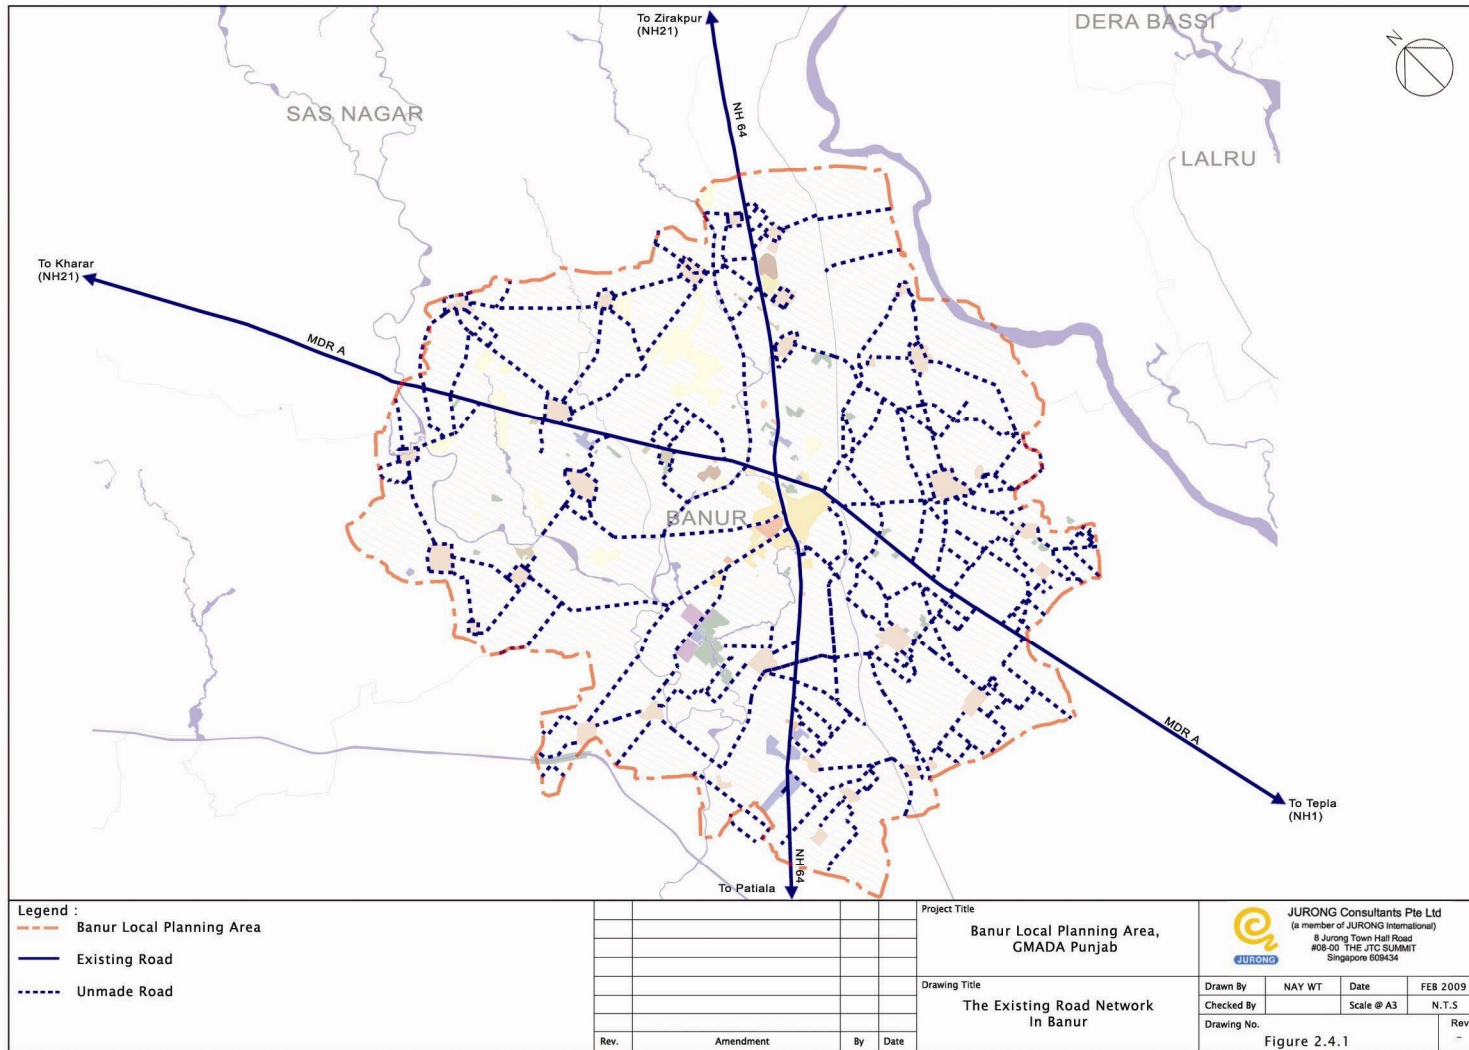 To Zirakpur
(NH21)
DERA BASSI
N
SAS NAGAR
NH 64
LALRU
To Kharar
(NH21)
MDR A
BANUR
MDR A
To Tepla
(NH1)
NH 64
To Patiala
Legend :
Banur Local Planning Area
Existing Road
Unmade Road
Rev. Amendment By Date
Project Title
Banur Local Planning Area,
GMADA Punjab
Drawing Title
The Existing Road Network
In Banur
JURONG
JURONG Consultants Pte Ltd
(a member of JURONG International)
8 Jurong Town Hall Road
#08-00 THE JTC SUMMIT
Singapore 609434
Drawn By NAY WT Date FEB 2009
Checked By Scale @ A3 N.T.S
Drawing No. Rev
Figure 2.4.1 -